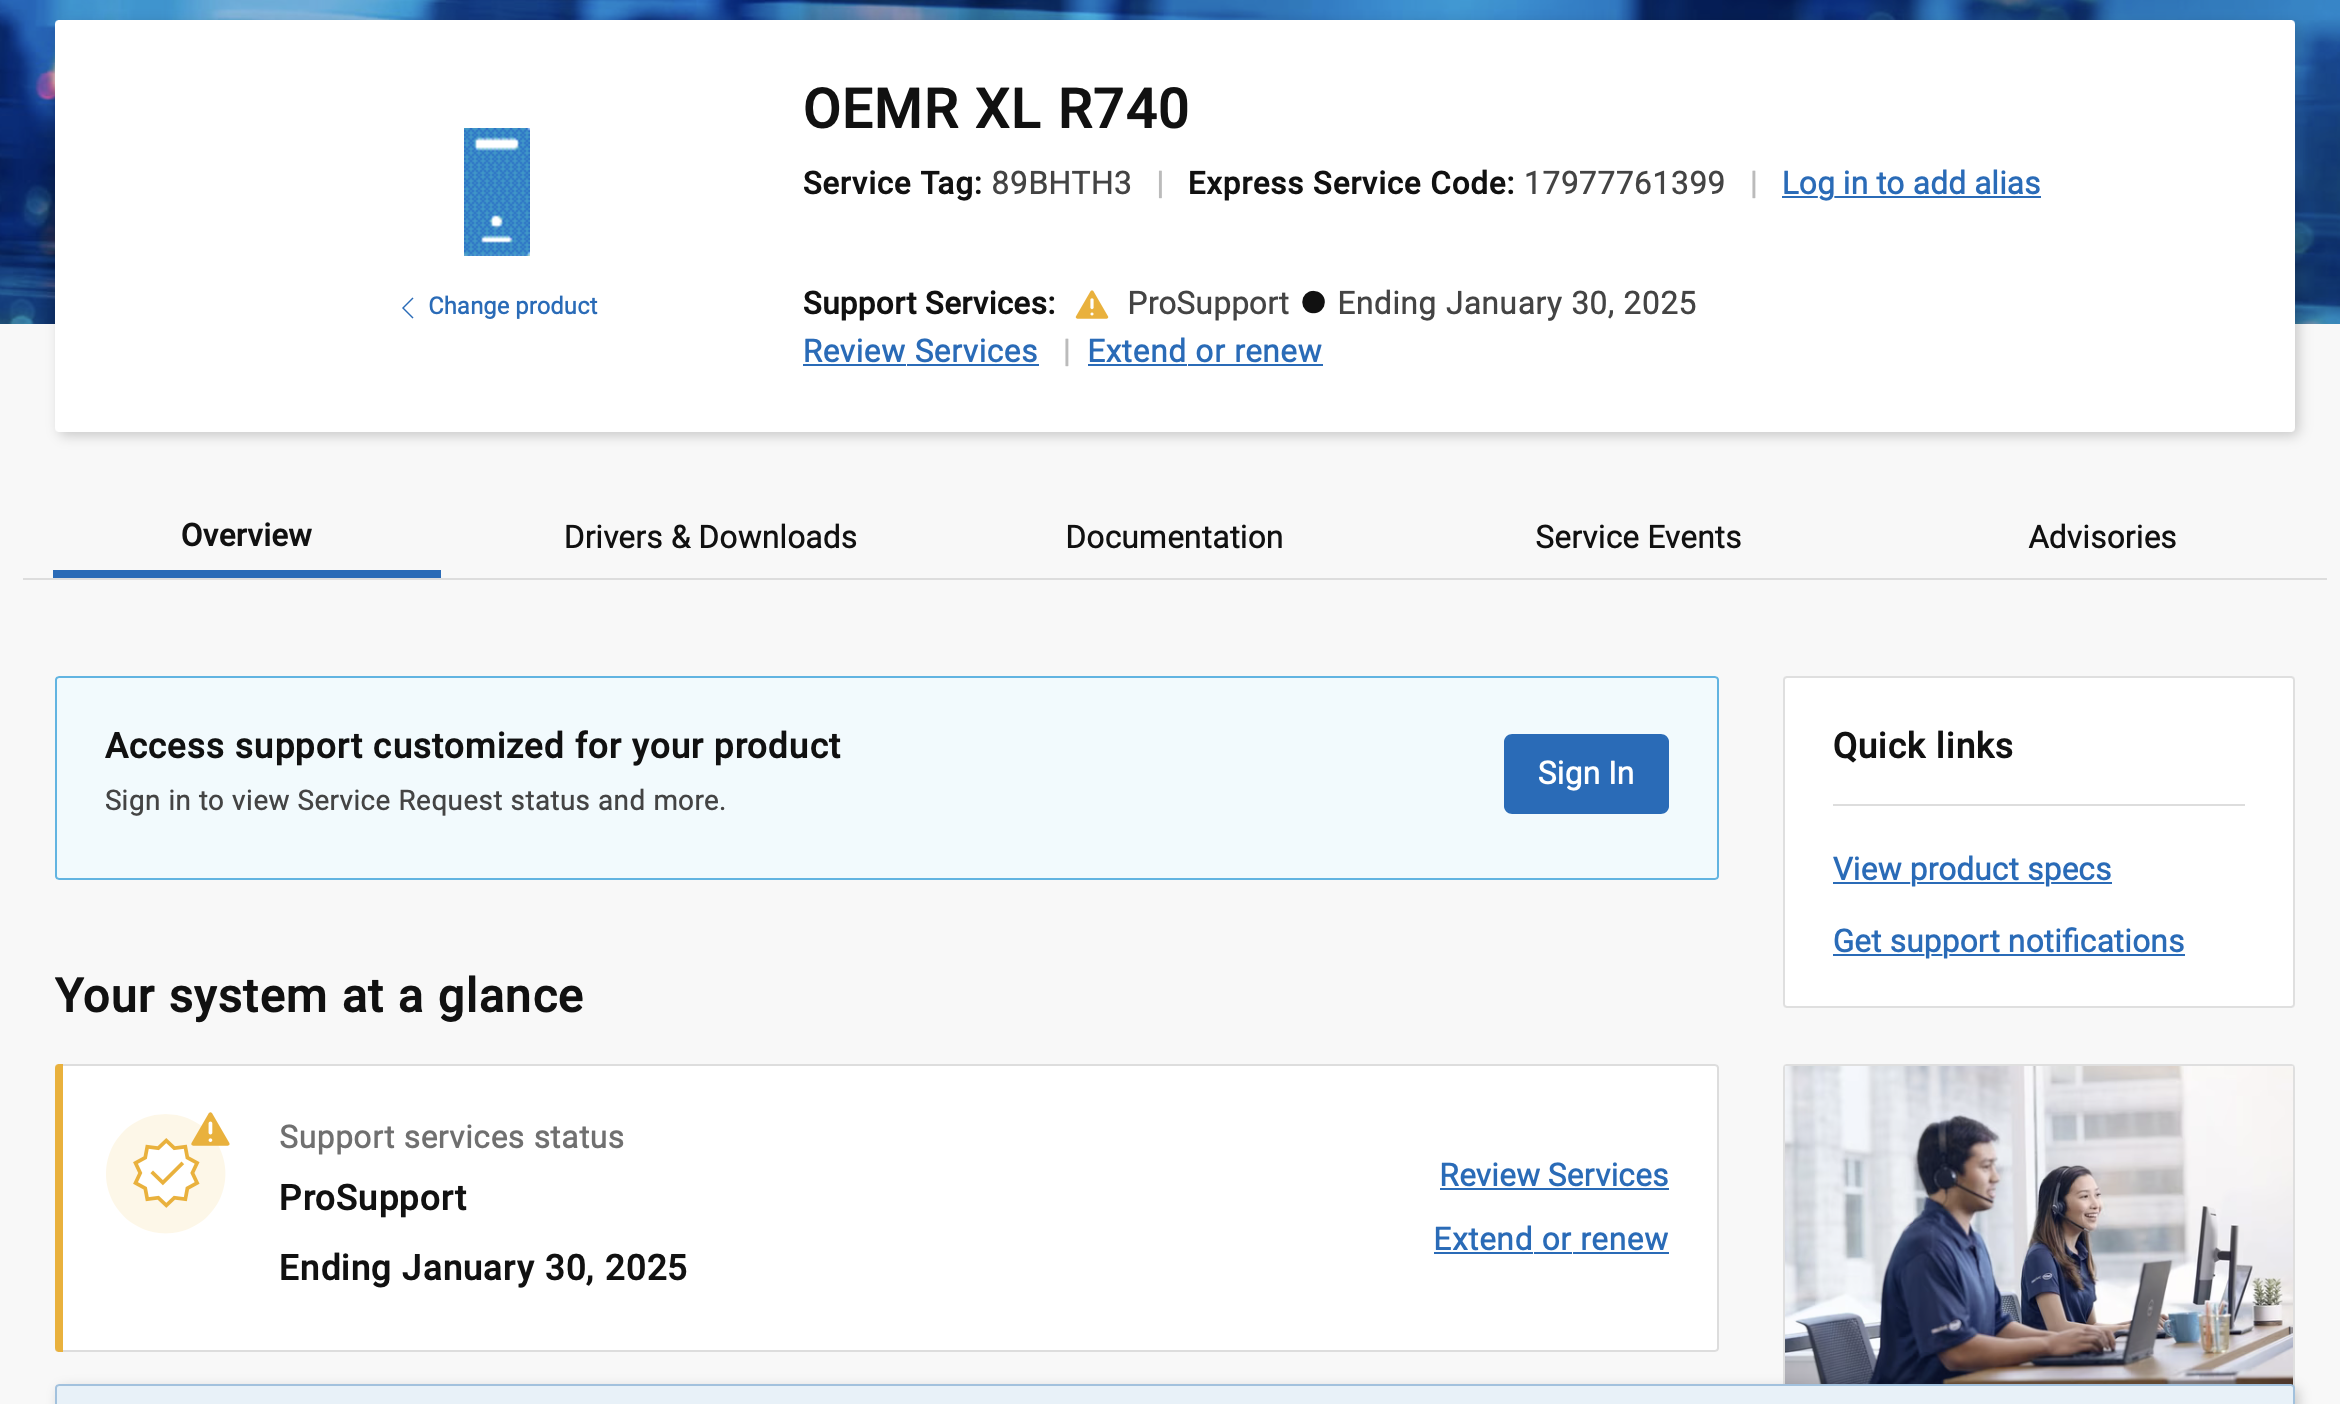 OEMR XL R740
Service Tag: 89BHTH3 | Express Service Code: 17977761399 | Log in to add alias
Change product
Support Services: ProSupport ● Ending January 30, 2025
Review Services | Extend or renew
Overview
Drivers & Downloads
Documentation
Service Events
Advisories
Access support customized for your product
Sign in to view Service Request status and more.
Sign In
Quick links
View product specs
Get support notifications
Your system at a glance
Support services status
ProSupport
Ending January 30, 2025
Review Services
Extend or renew